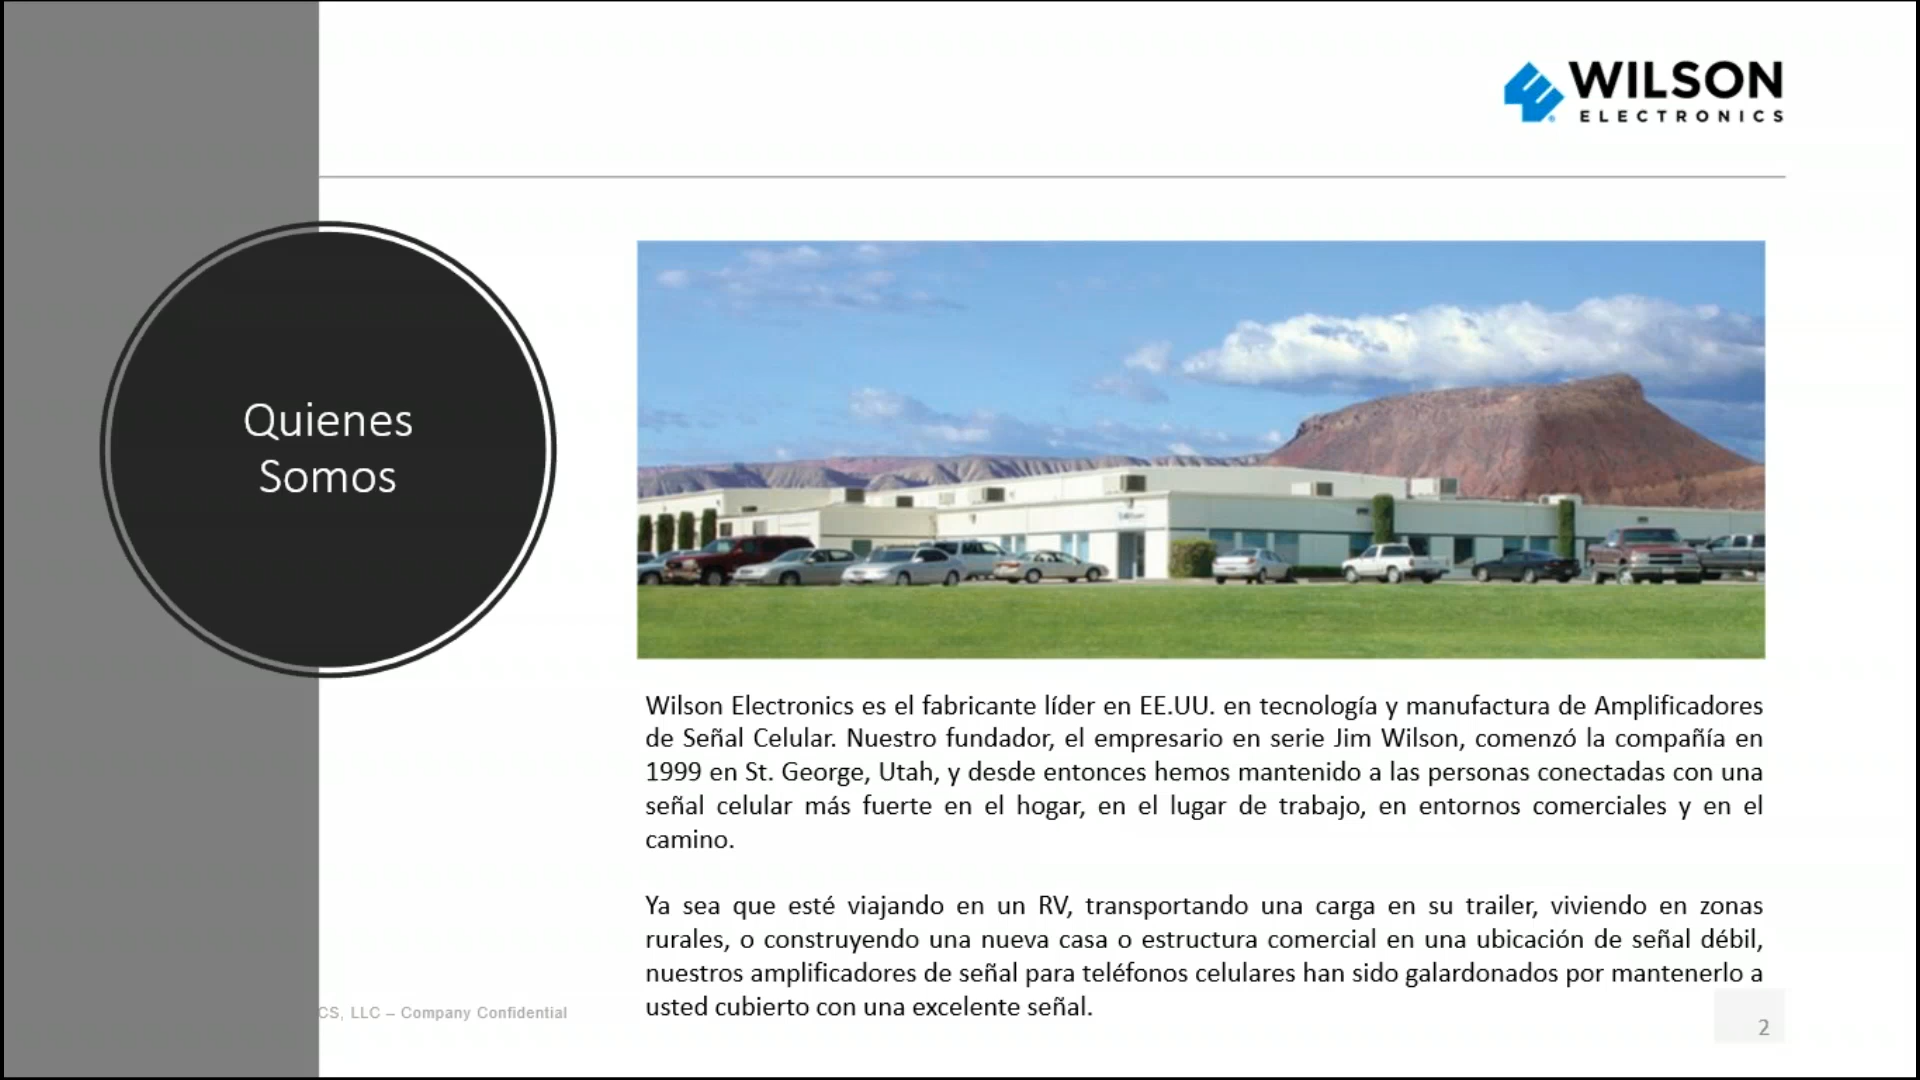 WILSON
ELECTRONICS
Quienes
Somos
Wilson Electronics es el fabricante líder en EE.UU. en tecnología y manufactura de Amplificadores
de Señal Celular. Nuestro fundador, el empresario en serie Jim Wilson, comenzó la compañía en
1999 en St. George, Utah, y desde entonces hemos mantenido a las personas conectadas con una
señal celular más fuerte en el hogar, en el lugar de trabajo, en entornos comerciales y en el
camino.
Ya sea que esté viajando en un RV, transportando una carga en su trailer, viviendo en zonas
rurales, o construyendo una nueva casa o estructura comercial en una ubicación de señal débil,
nuestros amplificadores de señal para teléfonos celulares han sido galardonados por mantenerlo a
usted cubierto con una excelente señal.
CS, LLC – Company Confidential
2